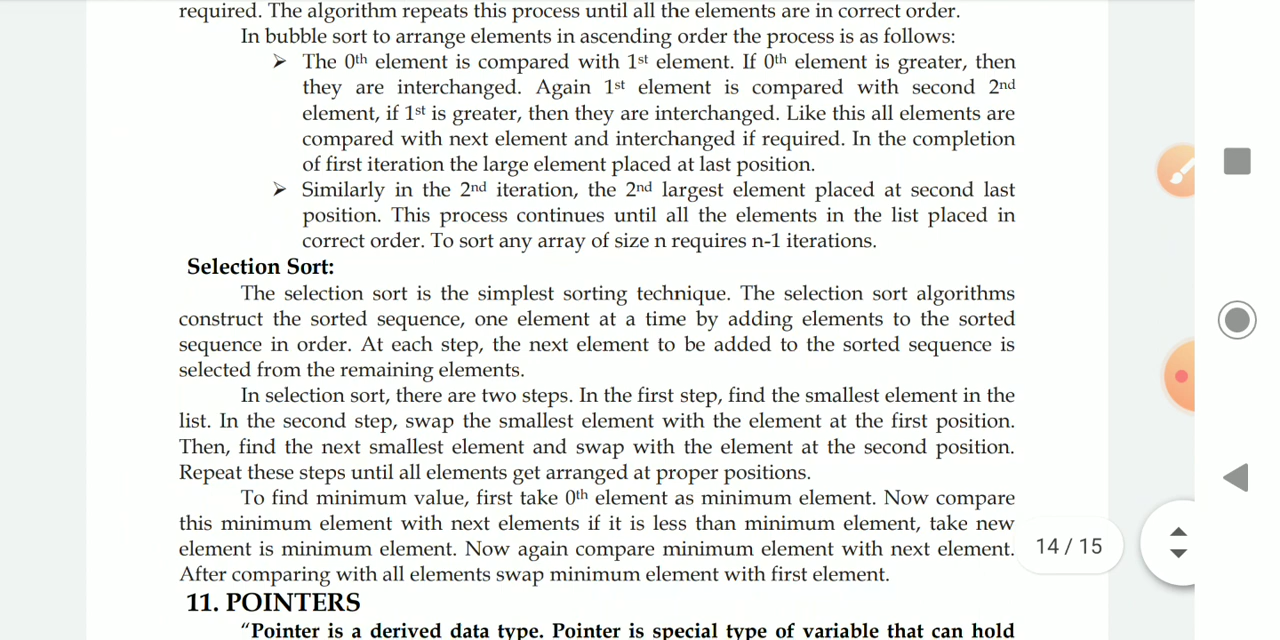 required. The algorithm repeats this process until all the elements are in correct order.
In bubble sort to arrange elements in ascending order the process is as follows:
➢ The 0th element is compared with 1st element. If 0th element is greater, then
they are interchanged. Again 1st element is compared with second 2nd
element, if 1st is greater, then they are interchanged. Like this all elements are
compared with next element and interchanged if required. In the completion
of first iteration the large element placed at last position.
➢ Similarly in the 2nd iteration, the 2nd largest element placed at second last
position. This process continues until all the elements in the list placed in
correct order. To sort any array of size n requires n-1 iterations.
Selection Sort:
The selection sort is the simplest sorting technique. The selection sort algorithms
construct the sorted sequence, one element at a time by adding elements to the sorted
sequence in order. At each step, the next element to be added to the sorted sequence is
selected from the remaining elements.
In selection sort, there are two steps. In the first step, find the smallest element in the
list. In the second step, swap the smallest element with the element at the first position.
Then, find the next smallest element and swap with the element at the second position.
Repeat these steps until all elements get arranged at proper positions.
To find minimum value, first take 0th element as minimum element. Now compare
this minimum element with next elements if it is less than minimum element, take new
element is minimum element. Now again compare minimum element with next element.
After comparing with all elements swap minimum element with first element.
14 / 15
11. POINTERS
“Pointer is a derived data type. Pointer is special type of variable that can hold